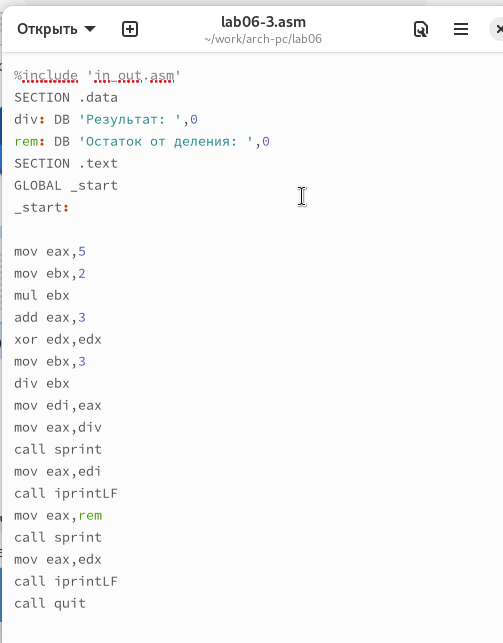 Открыть
lab06-3.asm
~/work/arch-pc/lab06
%include 'in_out.asm'
SECTION .data
div: DB 'Результат: ',0
rem: DB 'Остаток от деления: ',0
SECTION .text
GLOBAL _start
_start:
mov eax,5
mov ebx,2
mul ebx
add eax,3
xor edx,edx
mov ebx,3
div ebx
mov edi,eax
mov eax,div
call sprint
mov eax,edi
call iprintLF
mov eax,rem
call sprint
mov eax,edx
call iprintLF
call quit